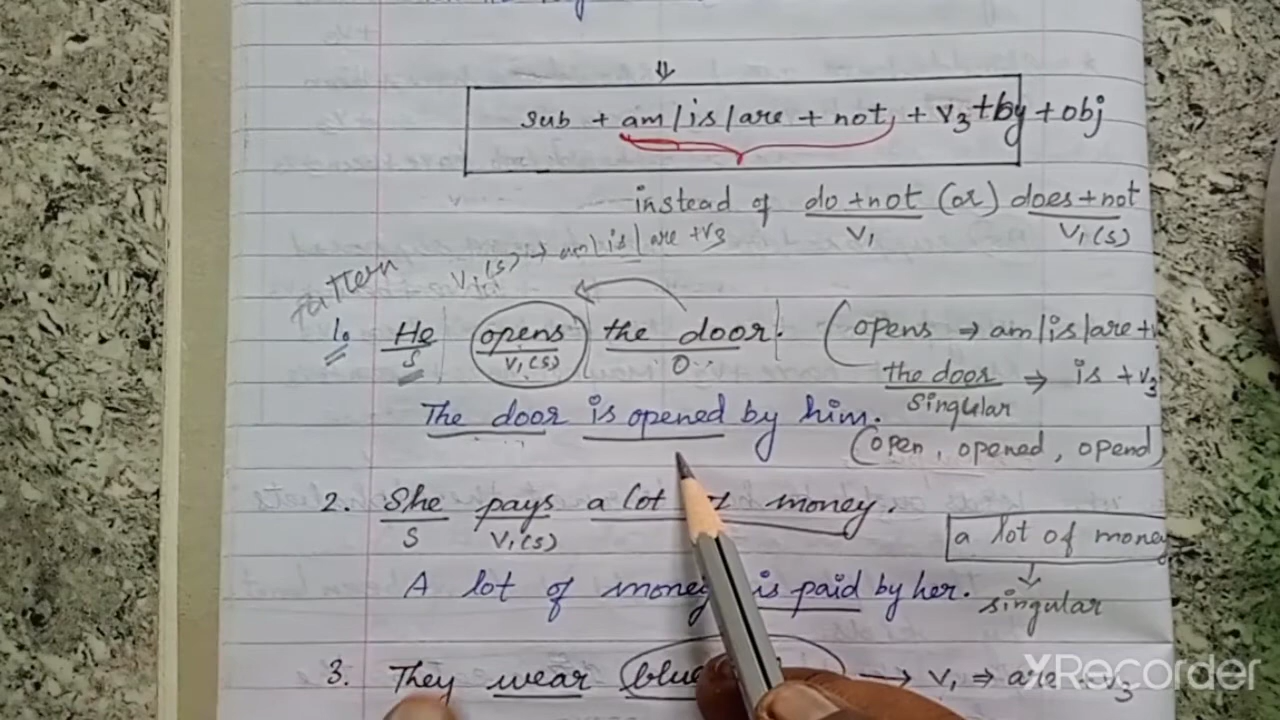 ⇓
sub + am/is/are + not, + v3 + by + obj
instead of do+not (or) does+not
V1 V1(s)
V1(s) → am/is/are + v3
Pattern
1. He opens the door. (opens ⇒ am/is/are +
S V1(s) O
the door ⇒ is + v3
Singular
The door is opened by him.
(open, opened, opend)
2. She pays a lot of money.
S V1(s)
a lot of money
A lot of money is paid by her.
singular
3. They wear blue → V1 ⇒ are + v3
XRecorder